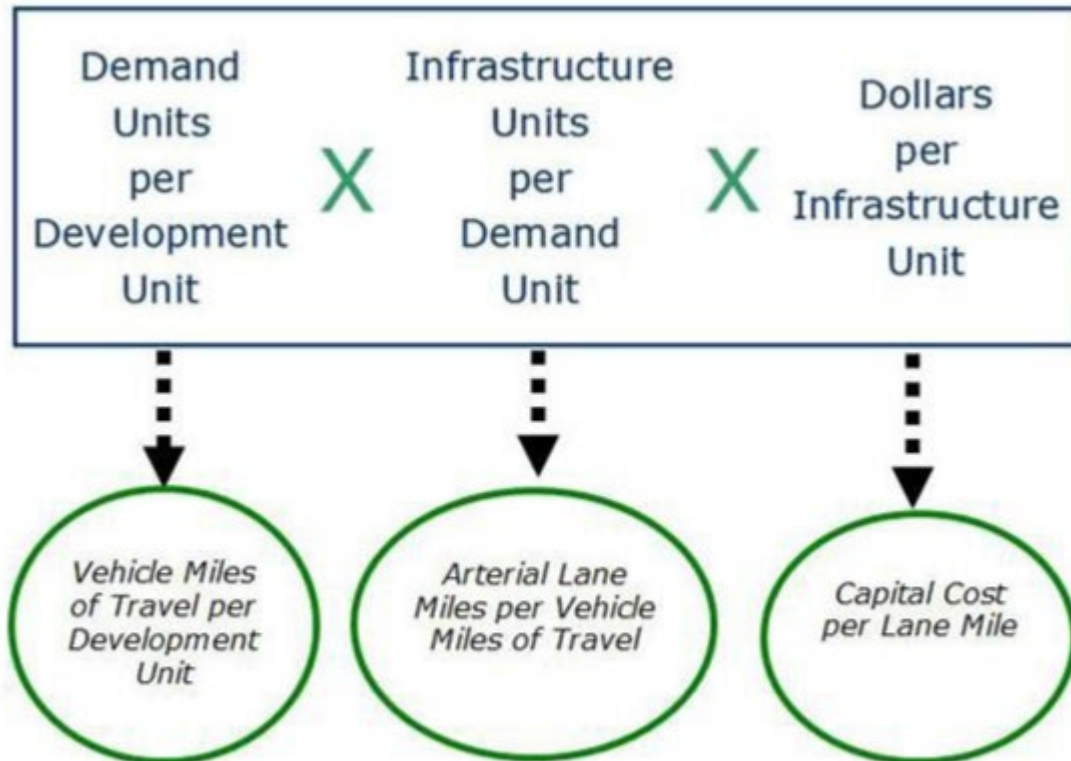 Demand
Units
per
Development
Unit
X
Infrastructure
Units
per
Demand
Unit
X
Dollars
per
Infrastructure
Unit
Vehicle Miles
of Travel per
Development
Unit
Arterial Lane
Miles per Vehicle
Miles of Travel
Capital Cost
per Lane Mile